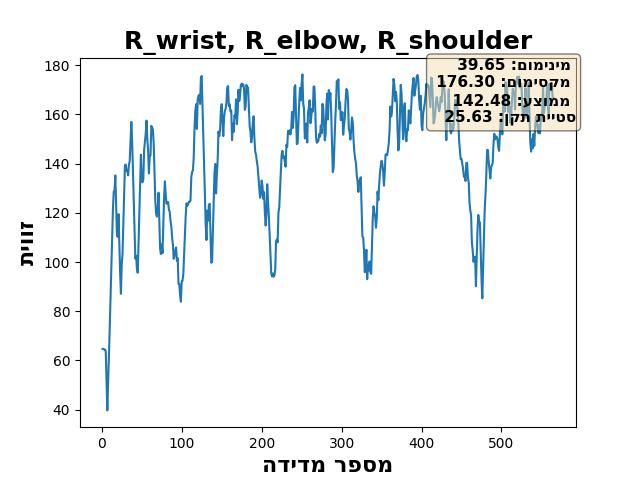 R_wrist, R_elbow, R_shoulder
מינימום: 39.65
מקסימום: 176.30
ממוצע: 142.48
סטיית תקן: 25.63
180
160
140
120
100
80
60
40
זווית
0 100 200 300 400 500
מספר מדידה